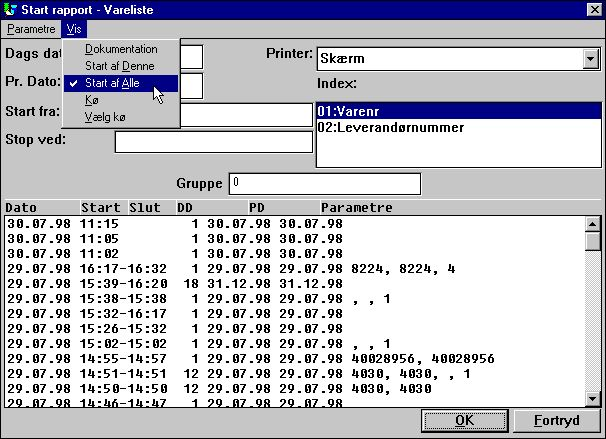 Start rapport - Vareliste
Parametre Vis
Dags dat
Dokumentation
Start af Denne
Start af Alle
Kø
Vælg kø
Printer: Skærm
Pr. Dato:
Index:
Start fra:
01:Varenr
02:Leverandørnummer
Stop ved:
Gruppe 0
Dato Start Slut DD PD Parametre
30.07.98 11:15 1 30.07.98 30.07.98
30.07.98 11:05 1 30.07.98 30.07.98
30.07.98 11:02 1 30.07.98 30.07.98
29.07.98 16:17-16:32 1 29.07.98 29.07.98 8224, 8224, 4
29.07.98 15:39-16:20 18 31.12.98 31.12.98
29.07.98 15:38-15:38 1 29.07.98 29.07.98 , , 1
29.07.98 15:32-16:17 1 29.07.98 29.07.98
29.07.98 15:26-15:32 1 29.07.98 29.07.98
29.07.98 15:02-15:02 1 29.07.98 29.07.98 , , 1
29.07.98 14:55-14:57 1 29.07.98 29.07.98 40028956, 40028956
29.07.98 14:51-14:51 12 29.07.98 29.07.98 4030, 4030, , 1
29.07.98 14:50-14:50 12 29.07.98 29.07.98 4030, 4030
29.07.98 14:46-14:47 1 29.07.98 29.07.98
OK Fortryd